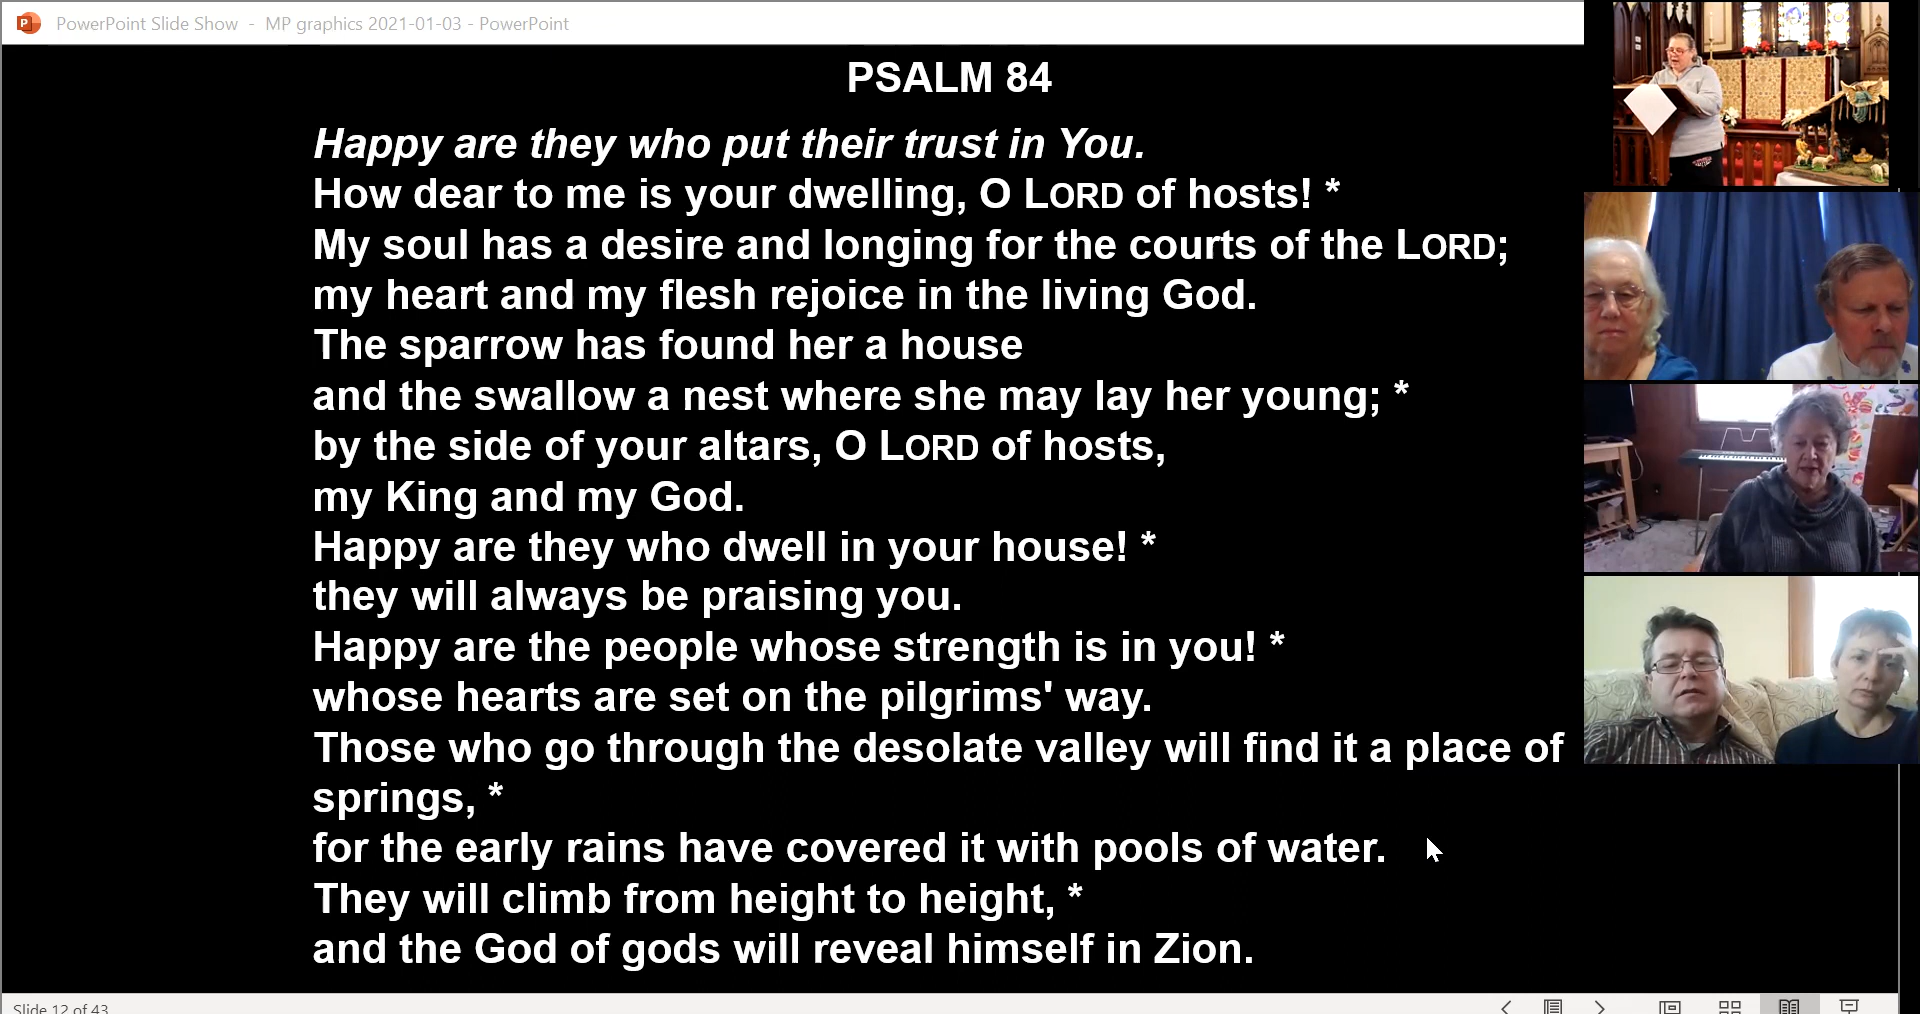 PowerPoint Slide Show - MP graphics 2021-01-03 - PowerPoint
PSALM 84
Happy are they who put their trust in You.
How dear to me is your dwelling, O LORD of hosts! *
My soul has a desire and longing for the courts of the LORD;
my heart and my flesh rejoice in the living God.
The sparrow has found her a house
and the swallow a nest where she may lay her young; *
by the side of your altars, O LORD of hosts,
my King and my God.
Happy are they who dwell in your house! *
they will always be praising you.
Happy are the people whose strength is in you! *
whose hearts are set on the pilgrims' way.
Those who go through the desolate valley will find it a place of
springs, *
for the early rains have covered it with pools of water.
They will climb from height to height, *
and the God of gods will reveal himself in Zion.
Slide 12 of 43